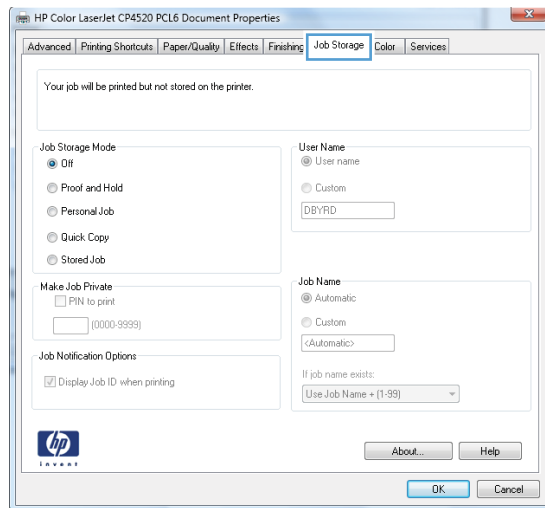 HP Color LaserJet CP4520 PCL6 Document Properties
Advanced Printing Shortcuts Paper/Quality Effects Finishing Job Storage Color Services
Your job will be printed but not stored on the printer.
Job Storage Mode
Off
Proof and Hold
Personal Job
Quick Copy
Stored Job
User Name
User name
Custom
DBYRD
Make Job Private
PIN to print
(0000-9999)
Job Name
Automatic
Custom
<Automatic>
If job name exists:
Use Job Name + (1-99)
Job Notification Options
Display Job ID when printing
hp
invent
About... Help
OK Cancel